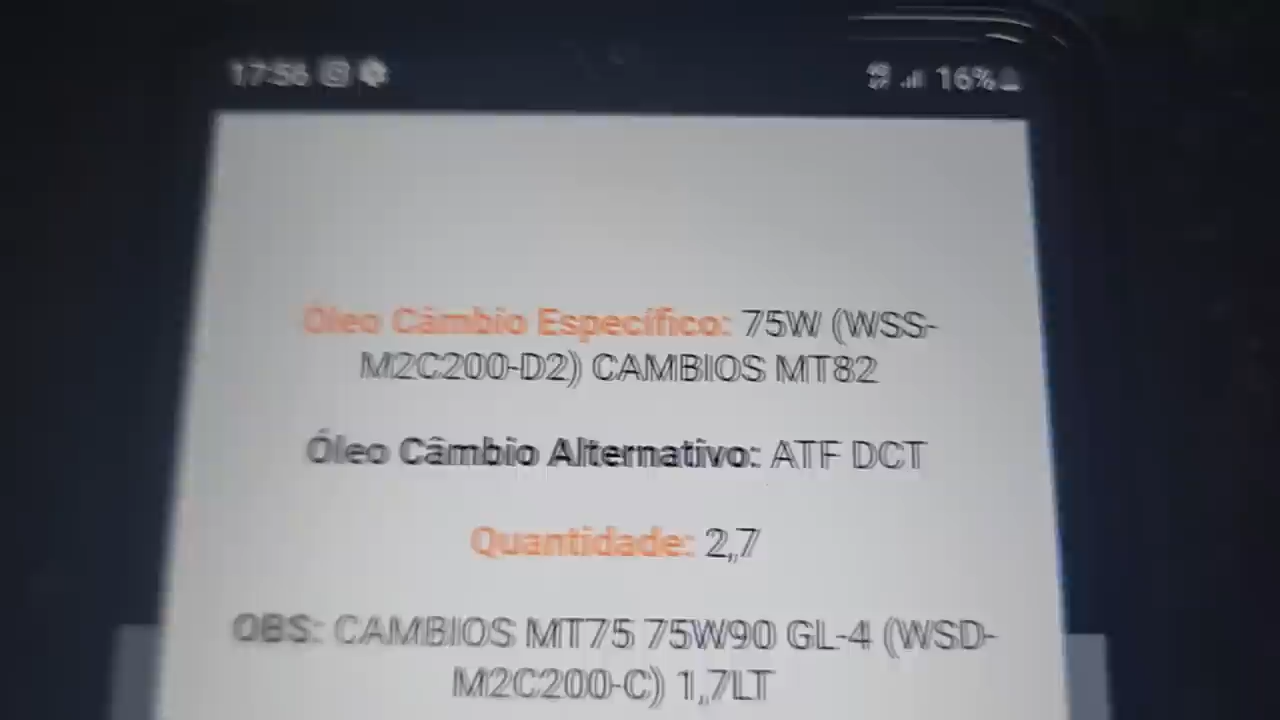 17:56
16%
Óleo Câmbio Específico: 75W (WSS-
M2C200-D2) CAMBIOS MT82
Óleo Câmbio Alternativo: ATF DCT
Quantidade: 2,7
OBS: CAMBIOS MT75 75W90 GL-4 (WSD-
M2C200-C) 1,7LT